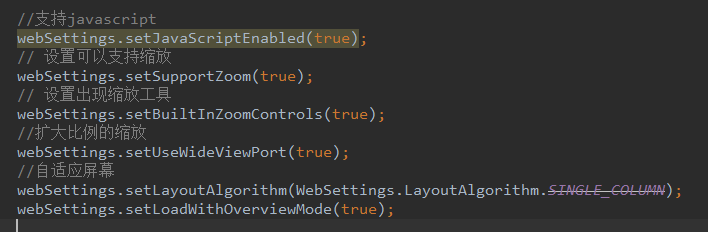 //支持javascript
webSettings.setJavaScriptEnabled(true);
// 设置可以支持缩放
webSettings.setSupportZoom(true);
// 设置出现缩放工具
webSettings.setBuiltInZoomControls(true);
//扩大比例的缩放
webSettings.setUseWideViewPort(true);
//自适应屏幕
webSettings.setLayoutAlgorithm(WebSettings.LayoutAlgorithm.SINGLE_COLUMN);
webSettings.setLoadWithOverviewMode(true);